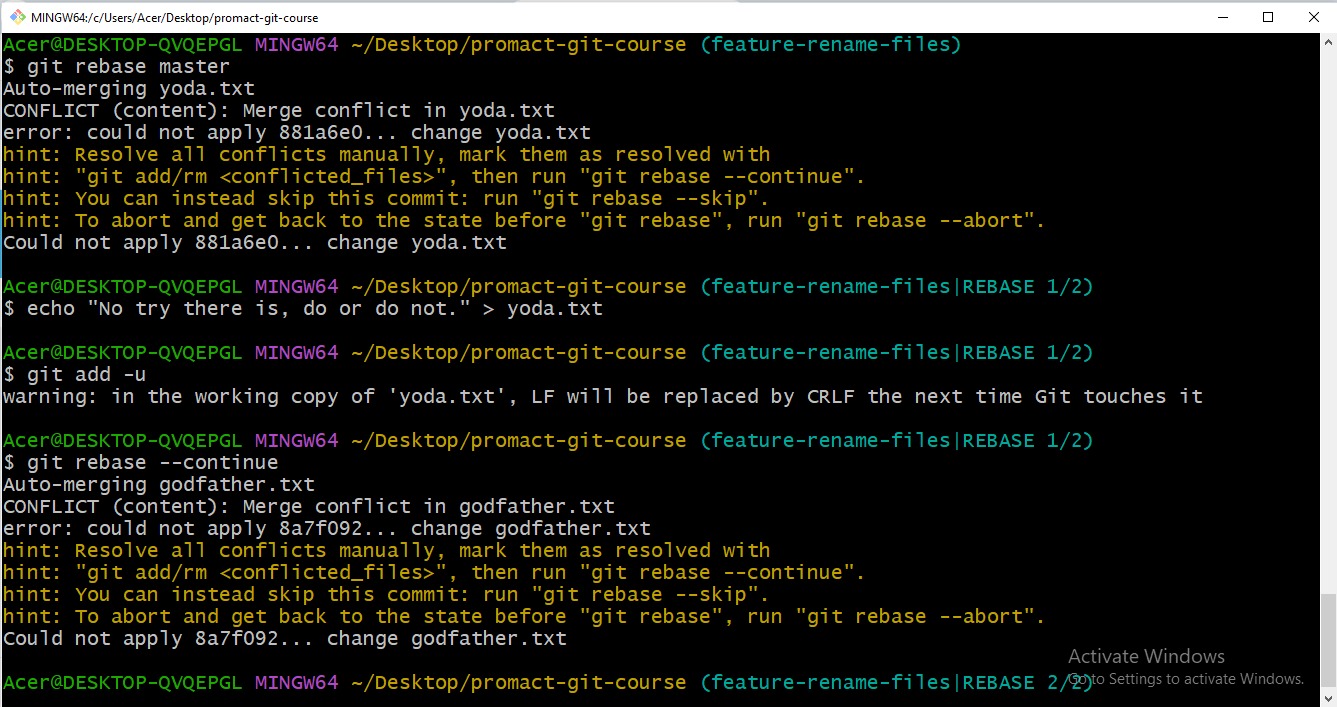 MINGW64:/c/Users/Acer/Desktop/promact-git-course
Acer@DESKTOP-QVQEPGL MINGW64 ~/Desktop/promact-git-course (feature-rename-files)
$ git rebase master
Auto-merging yoda.txt
CONFLICT (content): Merge conflict in yoda.txt
error: could not apply 881a6e0... change yoda.txt
hint: Resolve all conflicts manually, mark them as resolved with
hint: "git add/rm <conflicted_files>", then run "git rebase --continue".
hint: You can instead skip this commit: run "git rebase --skip".
hint: To abort and get back to the state before "git rebase", run "git rebase --abort".
Could not apply 881a6e0... change yoda.txt
Acer@DESKTOP-QVQEPGL MINGW64 ~/Desktop/promact-git-course (feature-rename-files|REBASE 1/2)
$ echo "No try there is, do or do not." > yoda.txt
Acer@DESKTOP-QVQEPGL MINGW64 ~/Desktop/promact-git-course (feature-rename-files|REBASE 1/2)
$ git add -u
warning: in the working copy of 'yoda.txt', LF will be replaced by CRLF the next time Git touches it
Acer@DESKTOP-QVQEPGL MINGW64 ~/Desktop/promact-git-course (feature-rename-files|REBASE 1/2)
$ git rebase --continue
Auto-merging godfather.txt
CONFLICT (content): Merge conflict in godfather.txt
error: could not apply 8a7f092... change godfather.txt
hint: Resolve all conflicts manually, mark them as resolved with
hint: "git add/rm <conflicted_files>", then run "git rebase --continue".
hint: You can instead skip this commit: run "git rebase --skip".
hint: To abort and get back to the state before "git rebase", run "git rebase --abort".
Could not apply 8a7f092... change godfather.txt
Activate Windows
Go to Settings to activate Windows.
Acer@DESKTOP-QVQEPGL MINGW64 ~/Desktop/promact-git-course (feature-rename-files|REBASE 2/2)